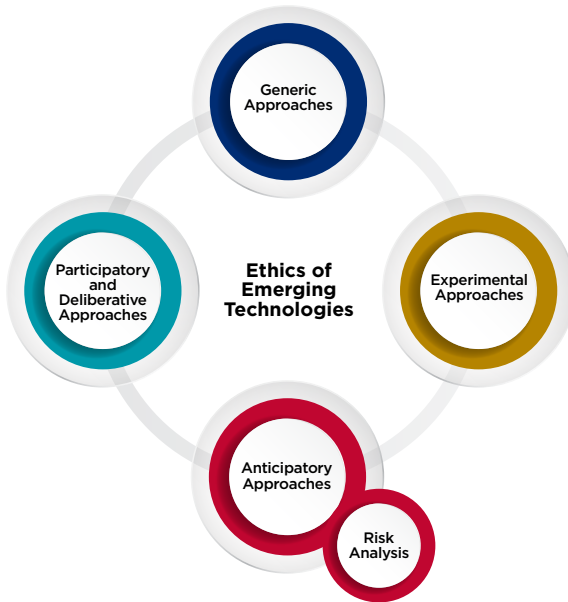 Generic
Approaches
Participatory
and
Deliberative
Approaches
Ethics of
Emerging
Technologies
Experimental
Approaches
Anticipatory
Approaches
Risk
Analysis